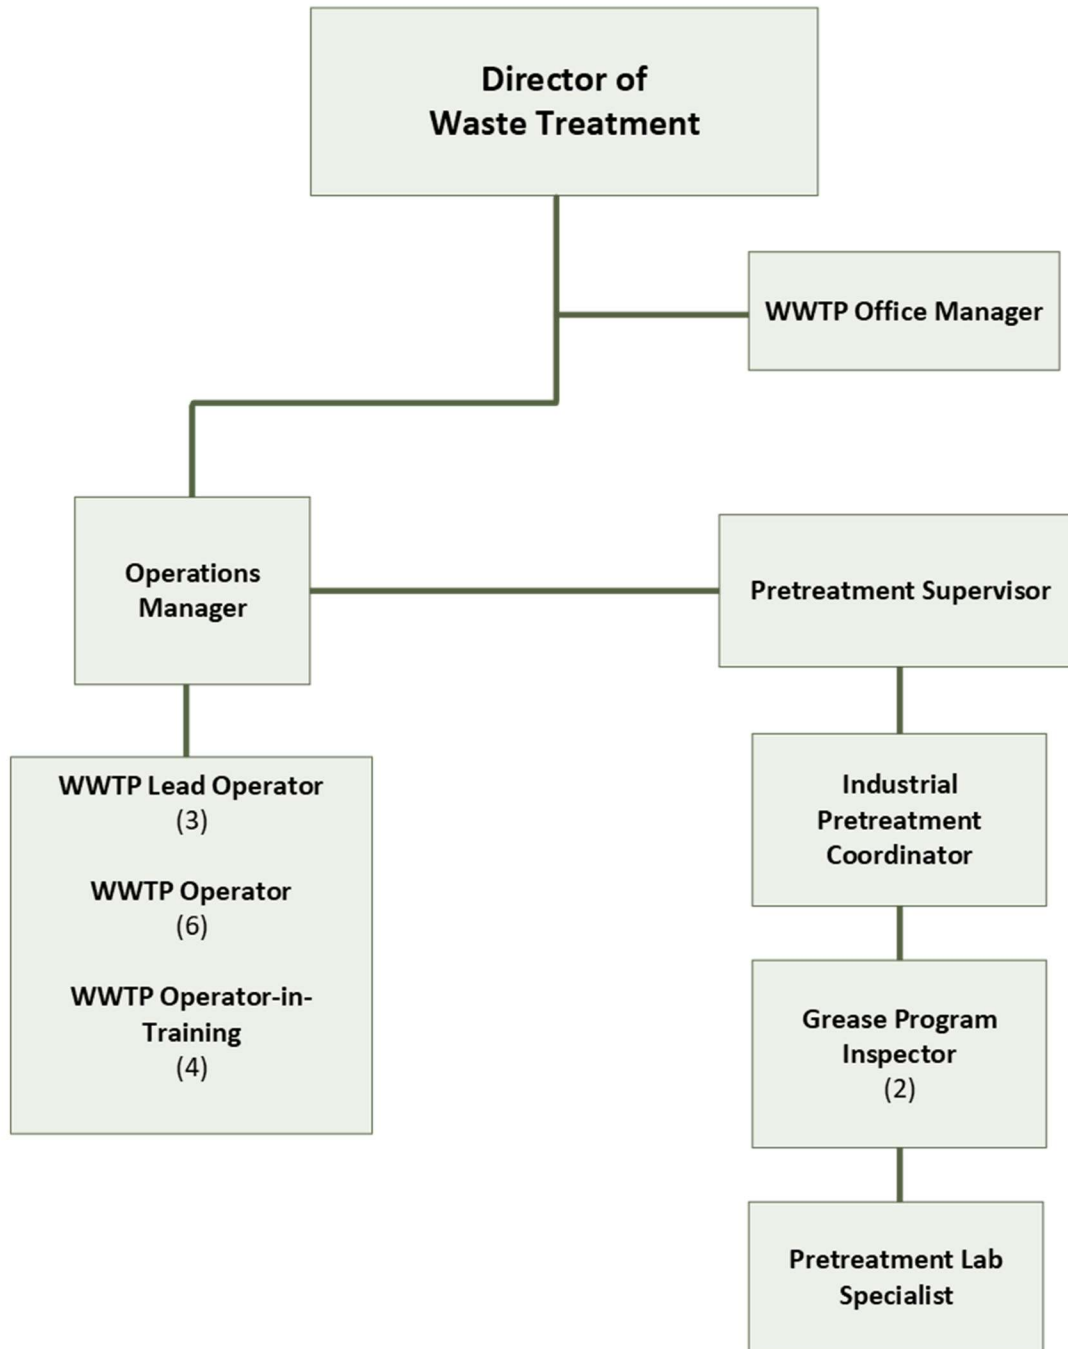 Director of
Waste Treatment
WWTP Office Manager
Operations
Manager
Pretreatment Supervisor
WWTP Lead Operator
(3)
WWTP Operator
(6)
WWTP Operator-in-
Training
(4)
Industrial
Pretreatment
Coordinator
Grease Program
Inspector
(2)
Pretreatment Lab
Specialist